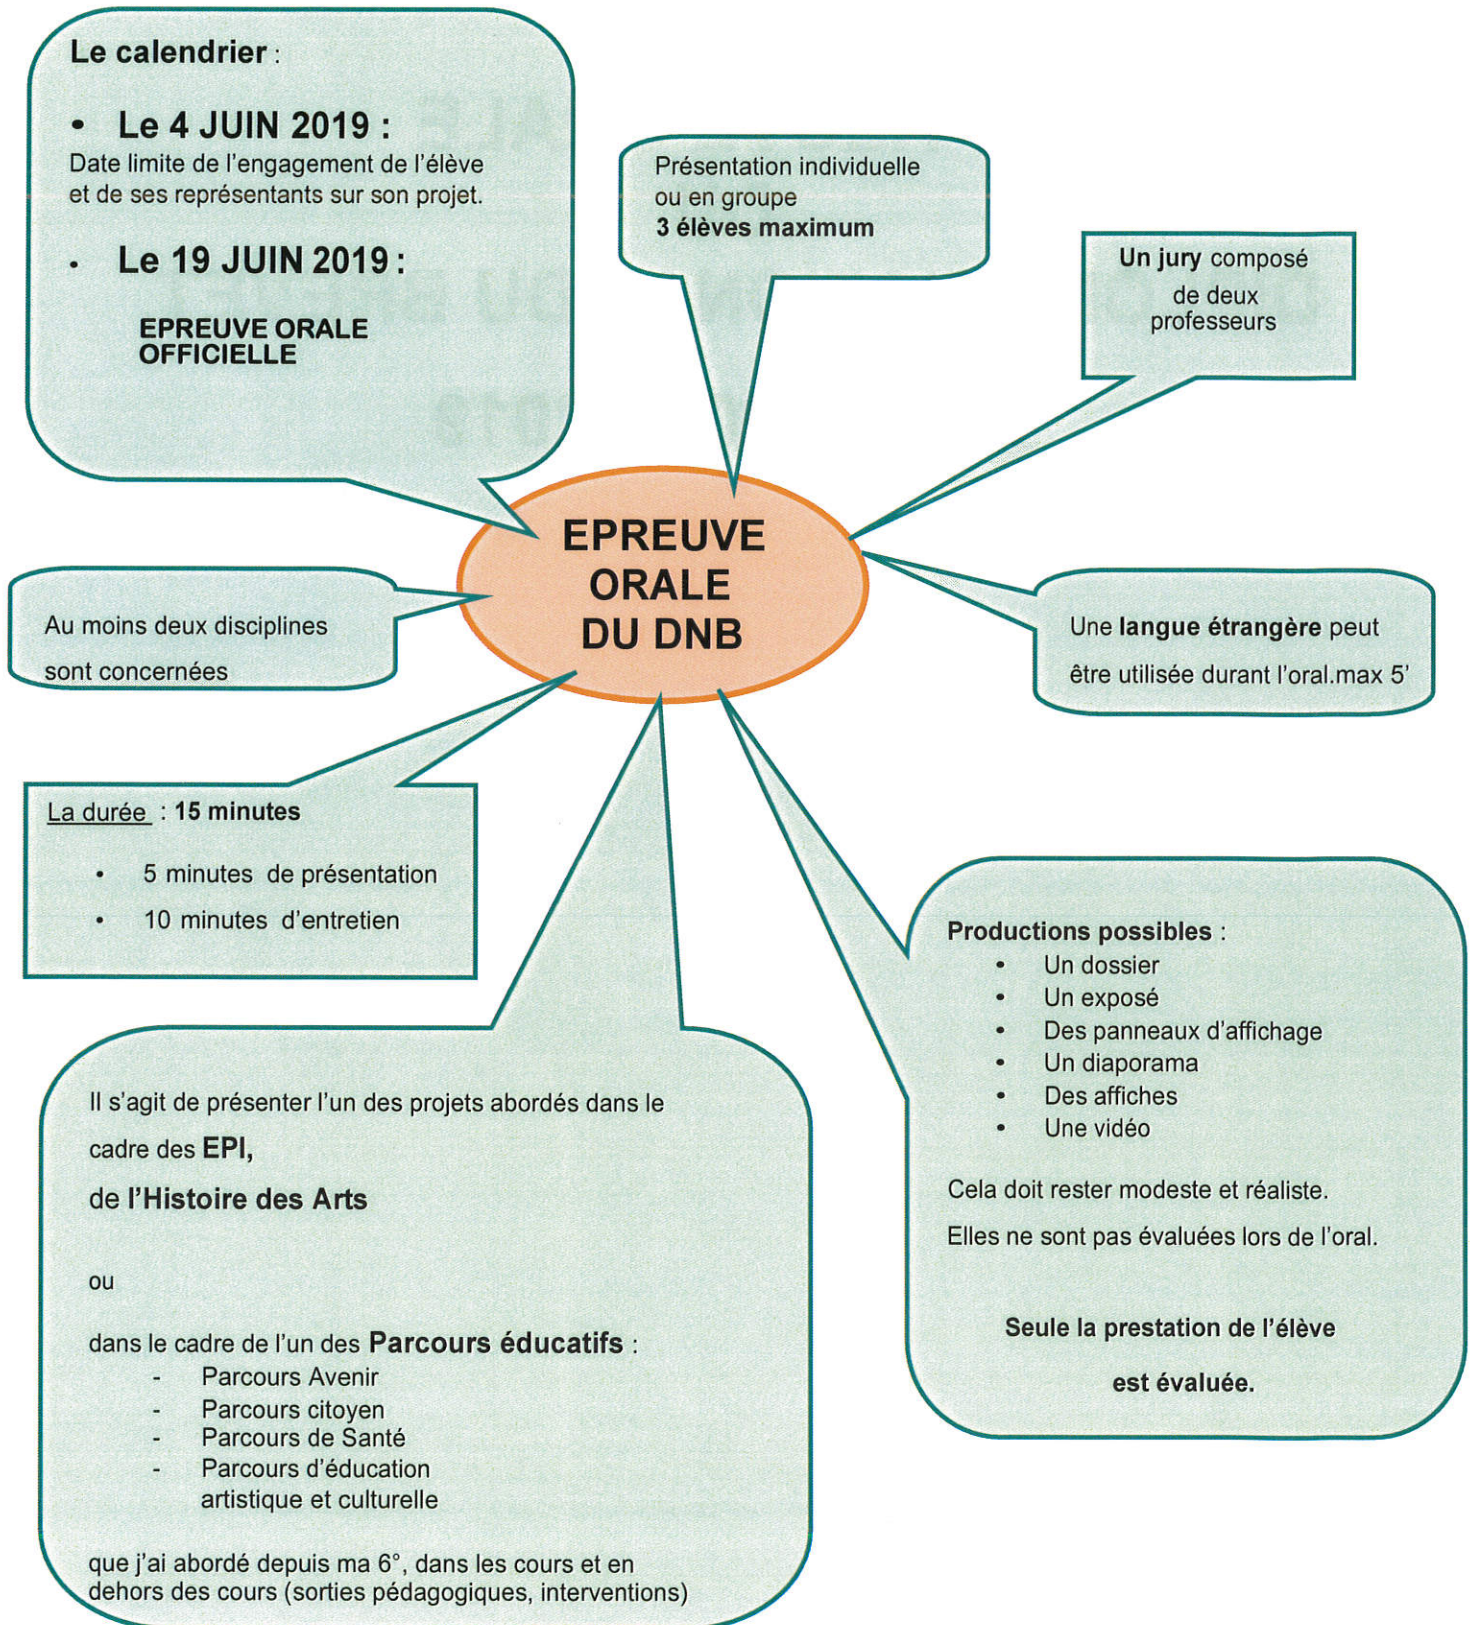 Le calendrier :
• Le 4 JUIN 2019 :
Date limite de l'engagement de l'élève
et de ses représentants sur son projet.
• Le 19 JUIN 2019 :
EPREUVE ORALE
OFFICIELLE
Présentation individuelle
ou en groupe
3 élèves maximum
Un jury composé
de deux
professeurs
EPREUVE
ORALE
DU DNB
Au moins deux disciplines
sont concernées
Une langue étrangère peut
être utilisée durant l'oral.max 5'
La durée : 15 minutes
• 5 minutes de présentation
• 10 minutes d'entretien
Productions possibles :
• Un dossier
• Un exposé
• Des panneaux d'affichage
• Un diaporama
• Des affiches
• Une vidéo
Cela doit rester modeste et réaliste.
Elles ne sont pas évaluées lors de l'oral.
Seule la prestation de l'élève
est évaluée.
Il s'agit de présenter l'un des projets abordés dans le
cadre des EPI,
de l'Histoire des Arts
ou
dans le cadre de l'un des Parcours éducatifs :
- Parcours Avenir
- Parcours citoyen
- Parcours de Santé
- Parcours d'éducation
artistique et culturelle
que j'ai abordé depuis ma 6°, dans les cours et en
dehors des cours (sorties pédagogiques, interventions)